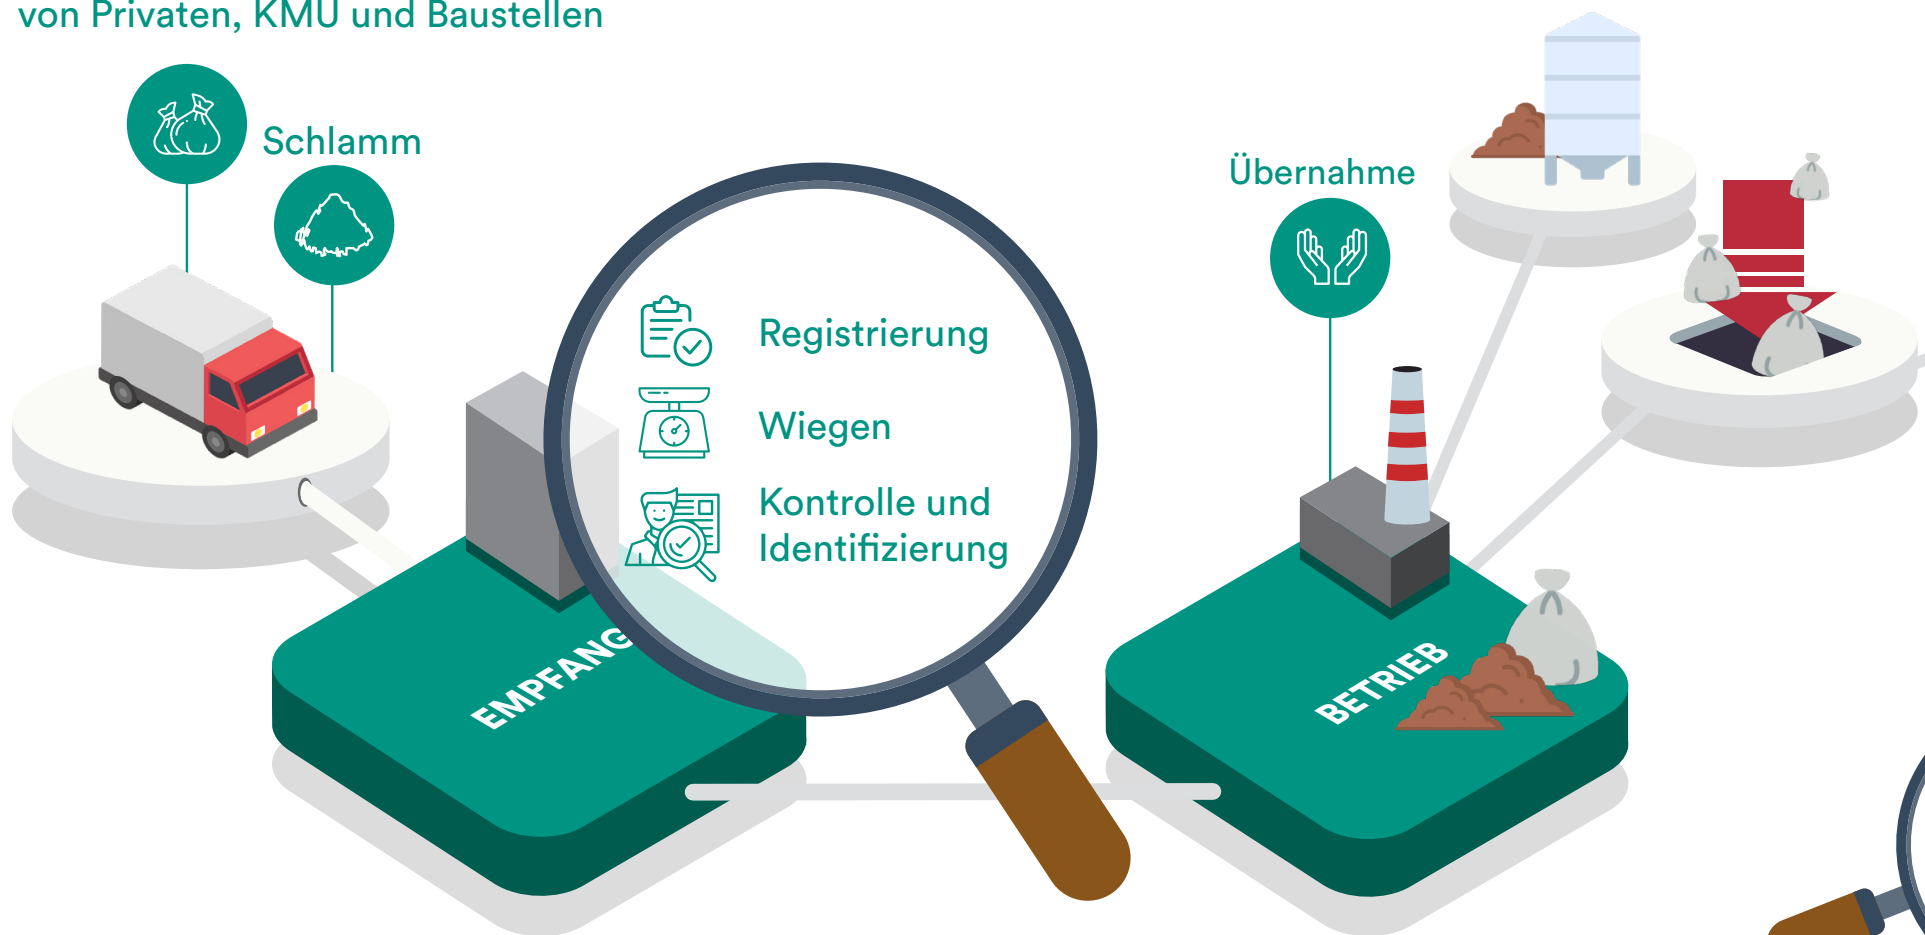 von Privaten, KMU und Baustellen
Schlamm
Übernahme
Registrierung
Wiegen
Kontrolle und
Identifizierung
EMPFANG
BETRIEB